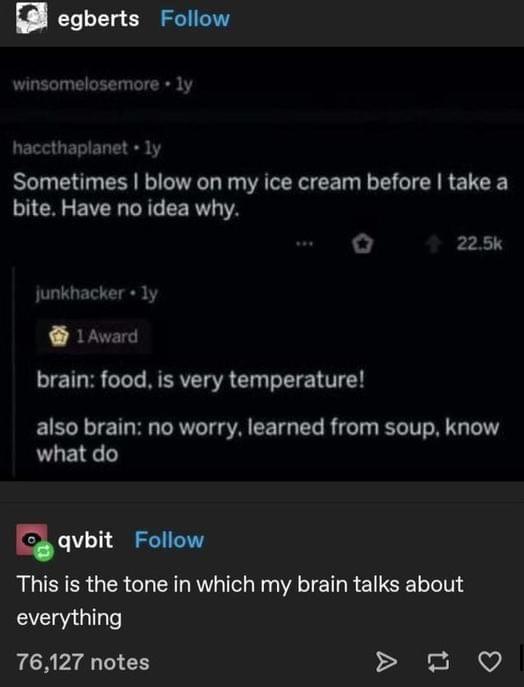 egberts Follow
winsomelosemore • 1y
haccthaplanet • 1y
Sometimes I blow on my ice cream before I take a
bite. Have no idea why.
... 22.5k
junkhacker • 1y
1 Award
brain: food, is very temperature!
also brain: no worry, learned from soup, know
what do
qvbit Follow
This is the tone in which my brain talks about
everything
76,127 notes